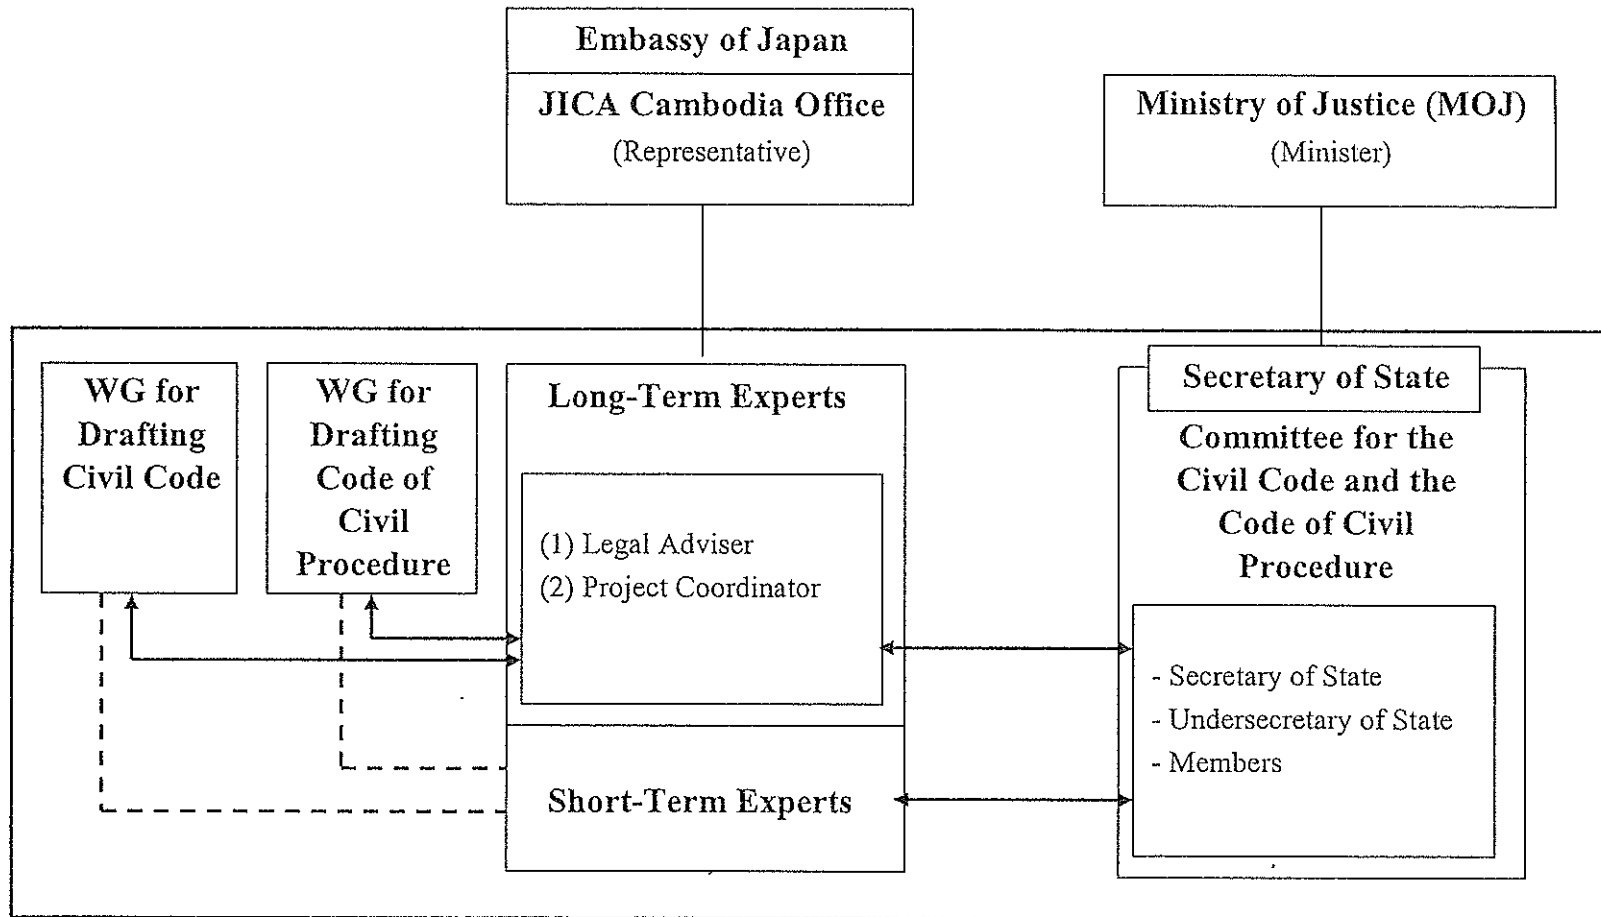 Embassy of Japan
JICA Cambodia Office
(Representative)
Ministry of Justice (MOJ)
(Minister)
WG for
Drafting
Civil Code
WG for
Drafting
Code of
Civil
Procedure
Long-Term Experts
(1) Legal Adviser
(2) Project Coordinator
Short-Term Experts
Secretary of State
Committee for the
Civil Code and the
Code of Civil
Procedure
- Secretary of State
- Undersecretary of State
- Members